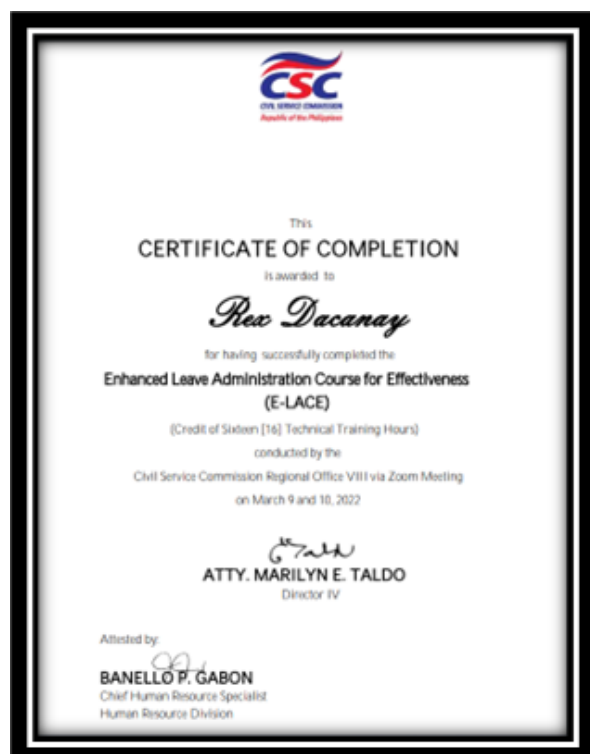 CSC
CIVIL SERVICE COMMISSION
Republic of the Philippines
This
CERTIFICATE OF COMPLETION
is awarded to
Rex Dacanay
for having successfully completed the
Enhanced Leave Administration Course for Effectiveness
(E-LACE)
(Credit of Sixteen [16] Technical Training Hours)
conducted by the
Civil Service Commission Regional Office VIII via Zoom Meeting
on March 9 and 10, 2022
ATTY. MARILYN E. TALDO
Director IV
Attested by:
BANELLO P. GABON
Chief Human Resource Specialist
Human Resource Division